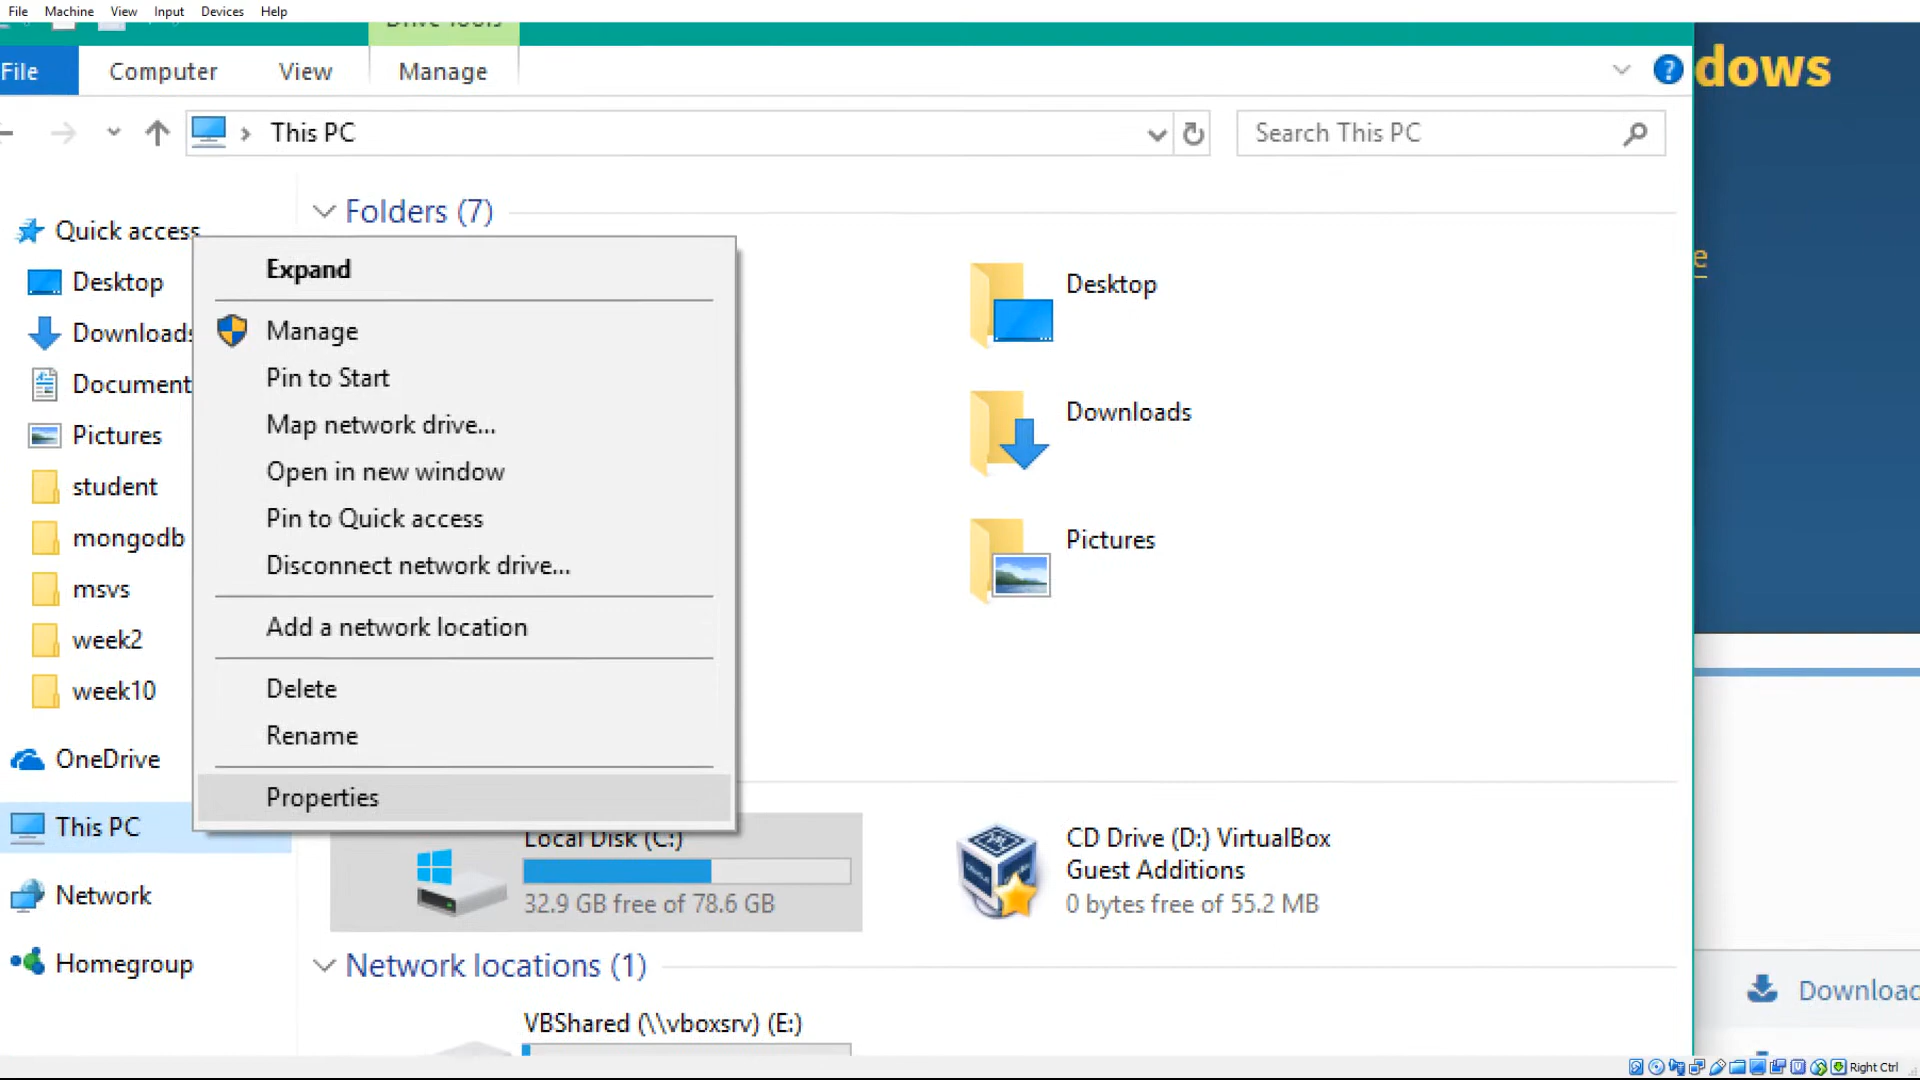 File Machine View Input Devices Help
Drive Tools
File Computer View Manage
dows
This PC
Search This PC
Folders (7)
Quick access
Desktop
Downloads
Document
Pictures
student
mongodb
msvs
week2
week10
OneDrive
This PC
Network
Homegroup
Expand
Manage
Pin to Start
Map network drive...
Open in new window
Pin to Quick access
Disconnect network drive...
Add a network location
Delete
Rename
Properties
Desktop
Downloads
Pictures
Local Disk (C:)
32.9 GB free of 78.6 GB
CD Drive (D:) VirtualBox
Guest Additions
0 bytes free of 55.2 MB
Network locations (1)
VBShared (\\vboxsrv) (E:)
e
Download
Right Ctrl